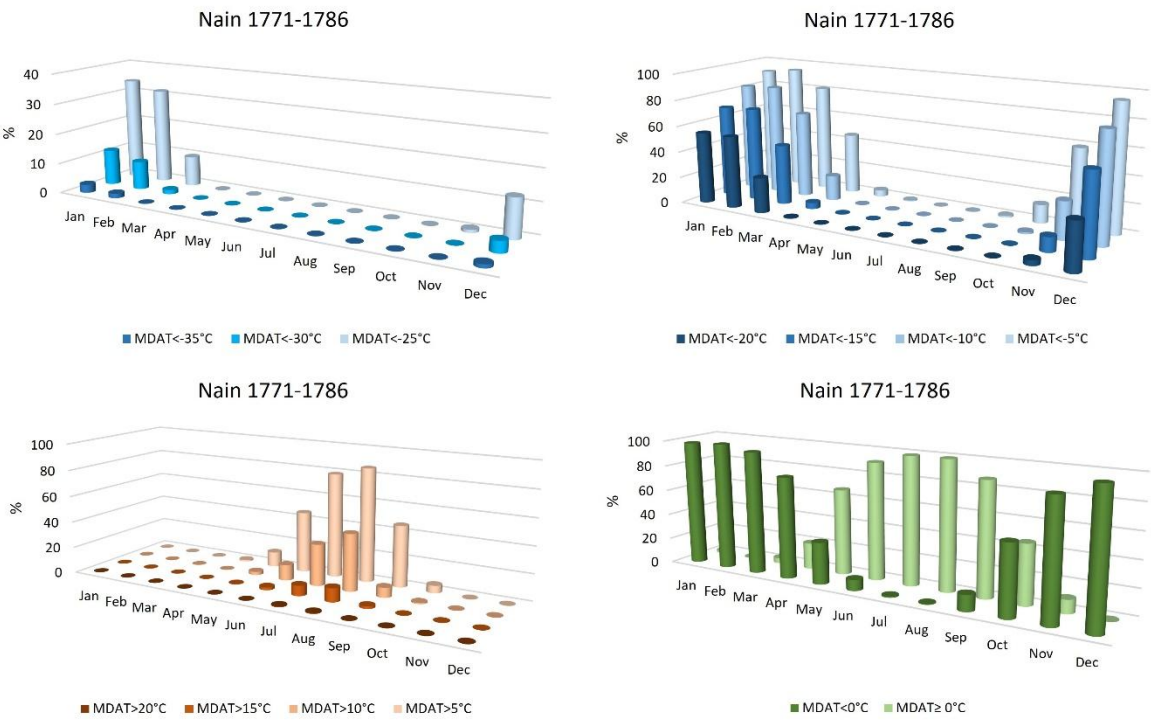 Nain 1771-1786
40
30
20
10
0
%
Jan Feb Mar Apr May Jun Jul Aug Sep Oct Nov Dec
MDAT<-35°C MDAT<-30°C MDAT<-25°C
Nain 1771-1786
100
80
60
40
20
0
%
Jan Feb Mar Apr May Jun Jul Aug Sep Oct Nov Dec
MDAT<-20°C MDAT<-15°C MDAT<-10°C MDAT<-5°C
Nain 1771-1786
100
80
60
40
20
0
%
Jan Feb Mar Apr May Jun Jul Aug Sep Oct Nov Dec
MDAT>20°C MDAT>15°C MDAT>10°C MDAT>5°C
Nain 1771-1786
100
80
60
40
20
0
%
Jan Feb Mar Apr May Jun Jul Aug Sep Oct Nov Dec
MDAT<0°C MDAT≥ 0°C